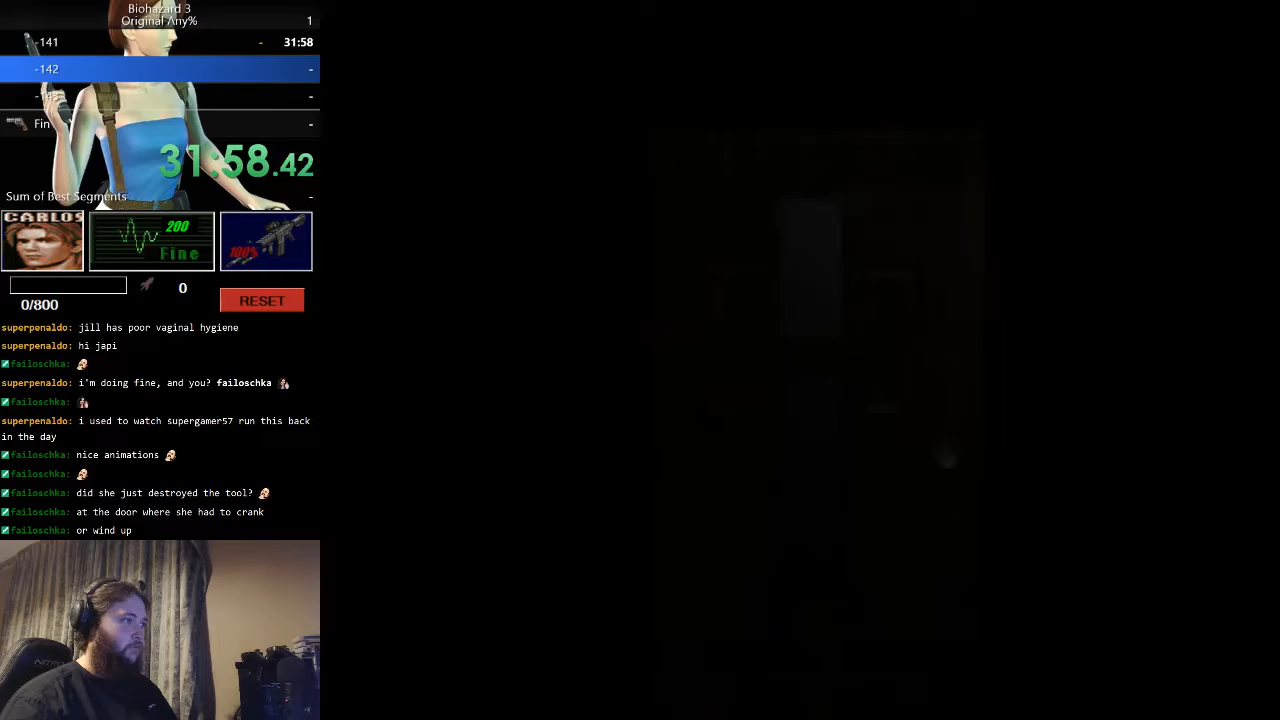 Biohazard 3
Original Any% 1
-141 - 31:58
-142 -
-143 -
Fin -
31:58.42
Sum of Best Segments -
CARLOS
200
Fine
100%
0
0/800
RESET
superpenaldo: jill has poor vaginal hygiene
superpenaldo: hi japi
failoschka:
superpenaldo: i'm doing fine, and you? failoschka
failoschka:
superpenaldo: i used to watch supergamer57 run this back
in the day
failoschka: nice animations
failoschka:
failoschka: did she just destroyed the tool?
failoschka: at the door where she had to crank
failoschka: or wind up